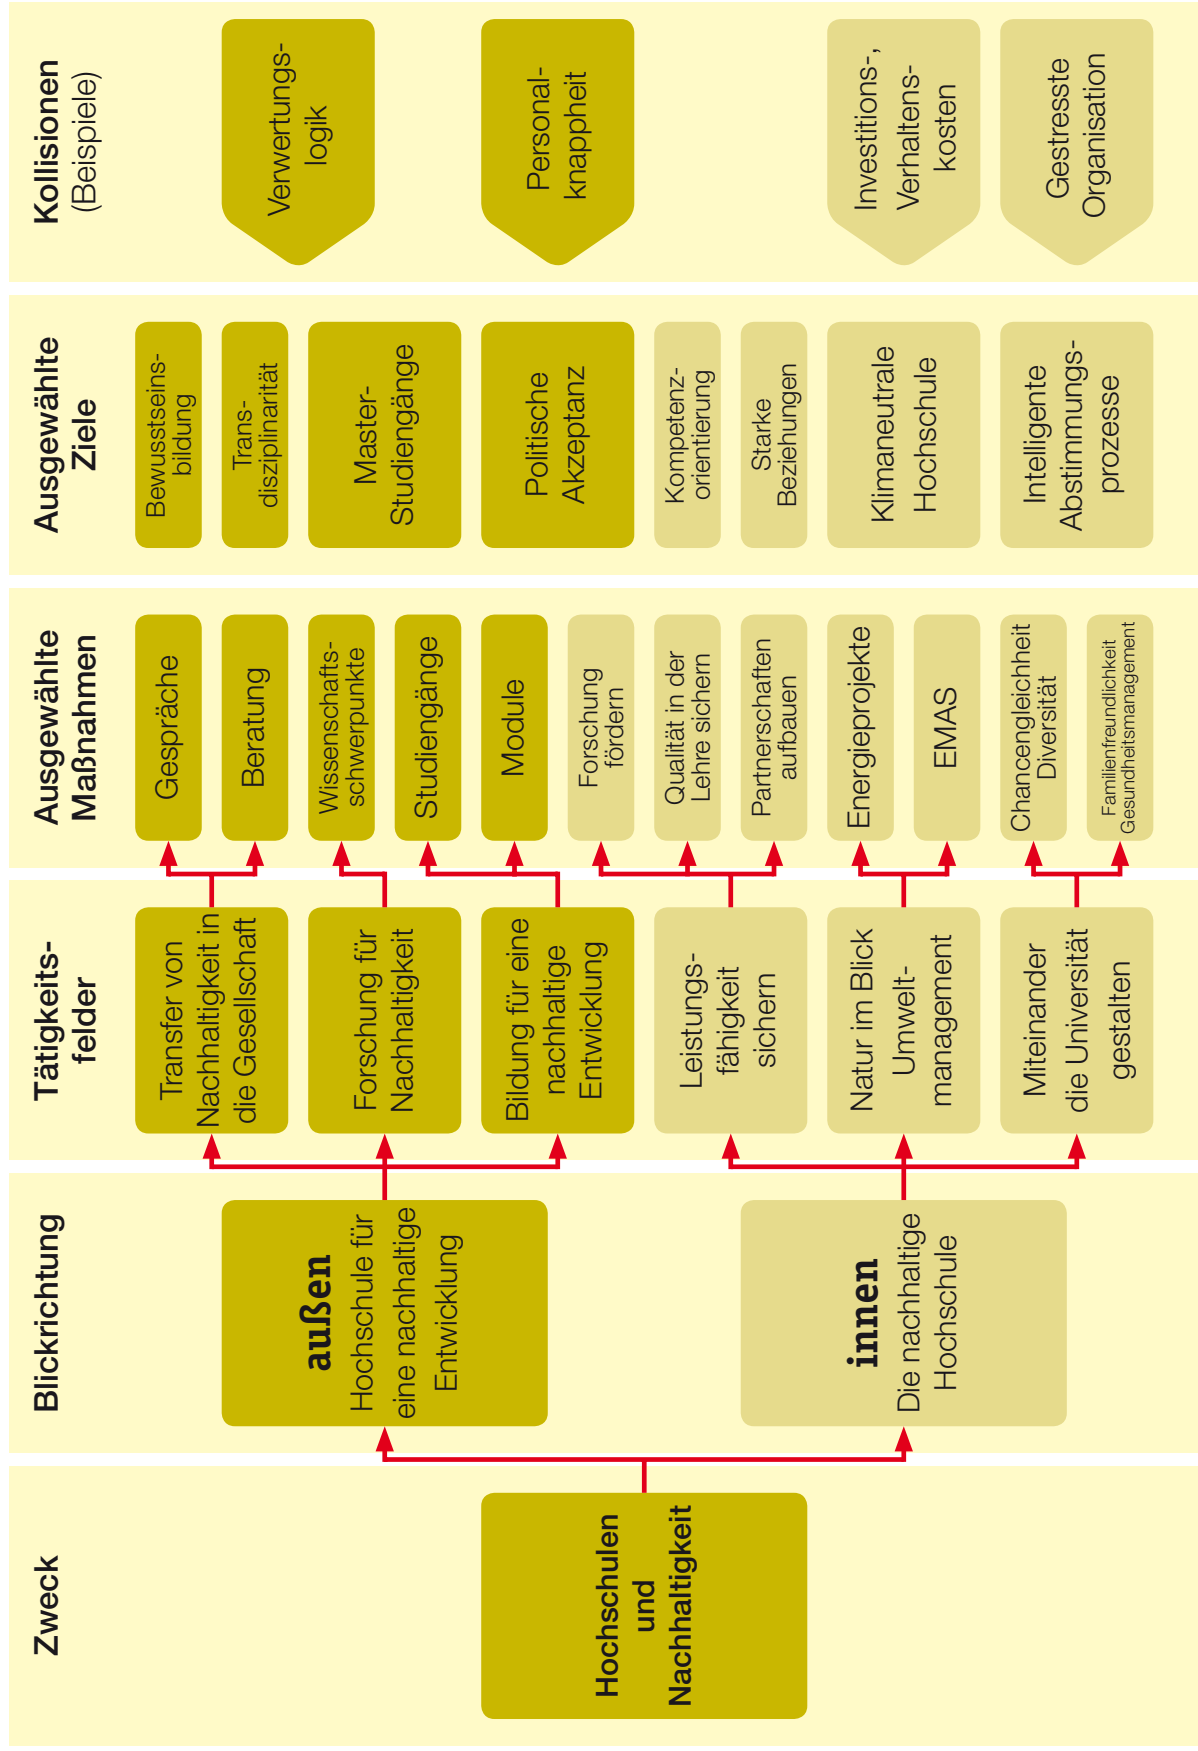 Zweck
Hochschulen
und
Nachhaltigkeit
Blickrichtung
außen
Hochschule für
eine nachhaltige
Entwicklung
innen
Die nachhaltige
Hochschule
Tätigkeits-
felder
Transfer von
Nachhaltigkeit in
die Gesellschaft
Forschung für
Nachhaltigkeit
Bildung für eine
nachhaltige
Entwicklung
Leistungs-
fähigkeit
sichern
Natur im Blick
Umwelt-
management
Miteinander
die Universität
gestalten
Ausgewählte
Maßnahmen
Gespräche
Beratung
Wissenschafts-
schwerpunkte
Studiengänge
Module
Forschung
fördern
Qualität in der
Lehre sichern
Partnerschaften
aufbauen
Energieprojekte
EMAS
Chancengleichheit
Diversität
Familienfreundlichkeit
Gesundheitsmanagement
Ausgewählte
Ziele
Bewusstseins-
bildung
Trans-
disziplinarität
Master-
Studiengänge
Politische
Akzeptanz
Kompetenz-
orientierung
Starke
Beziehungen
Klimaneutrale
Hochschule
Intelligente
Abstimmungs-
prozesse
Kollisionen
(Beispiele)
Verwertungs-
logik
Personal-
knappheit
Investitions-,
Verhaltens-
kosten
Gestresste
Organisation